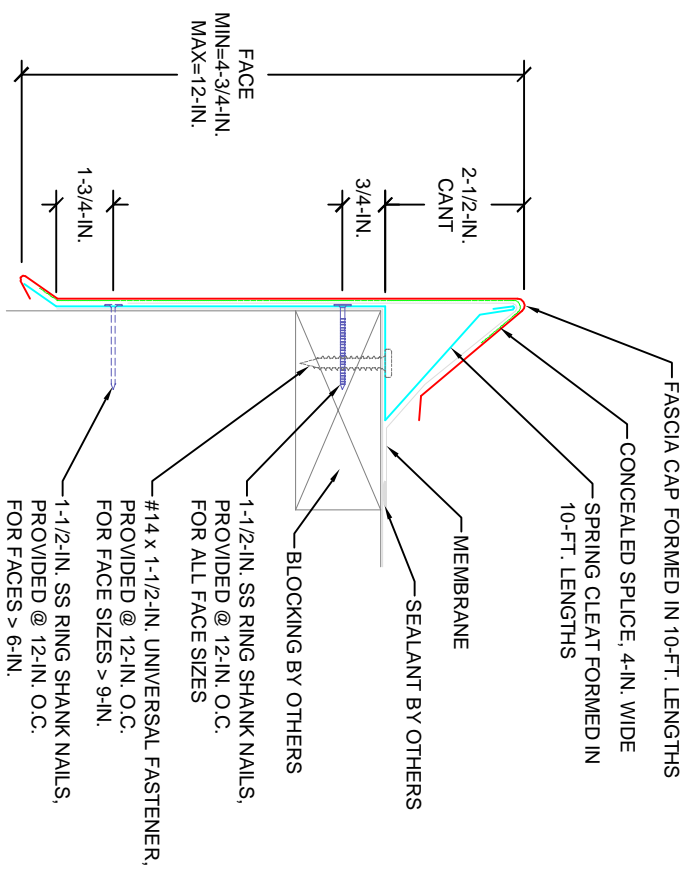 FASCIA CAP FORMED IN 10-FT. LENGTHS
CONCEALED SPLICE, 4-IN. WIDE
SPRING CLEAT FORMED IN
10-FT. LENGTHS
MEMBRANE
SEALANT BY OTHERS
BLOCKING BY OTHERS
1-1/2-IN. SS RING SHANK NAILS,
PROVIDED @ 12-IN. O.C.
FOR ALL FACE SIZES
#14 x 1-1/2-IN. UNIVERSAL FASTENER,
PROVIDED @ 12-IN. O.C.
FOR FACE SIZES > 9-IN.
1-1/2-IN. SS RING SHANK NAILS,
PROVIDED @ 12-IN. O.C.
FOR FACES > 6-IN.
2-1/2-IN.
CANT
3/4-IN.
1-3/4-IN.
FACE
MIN=4-3/4-IN.
MAX=12-IN.